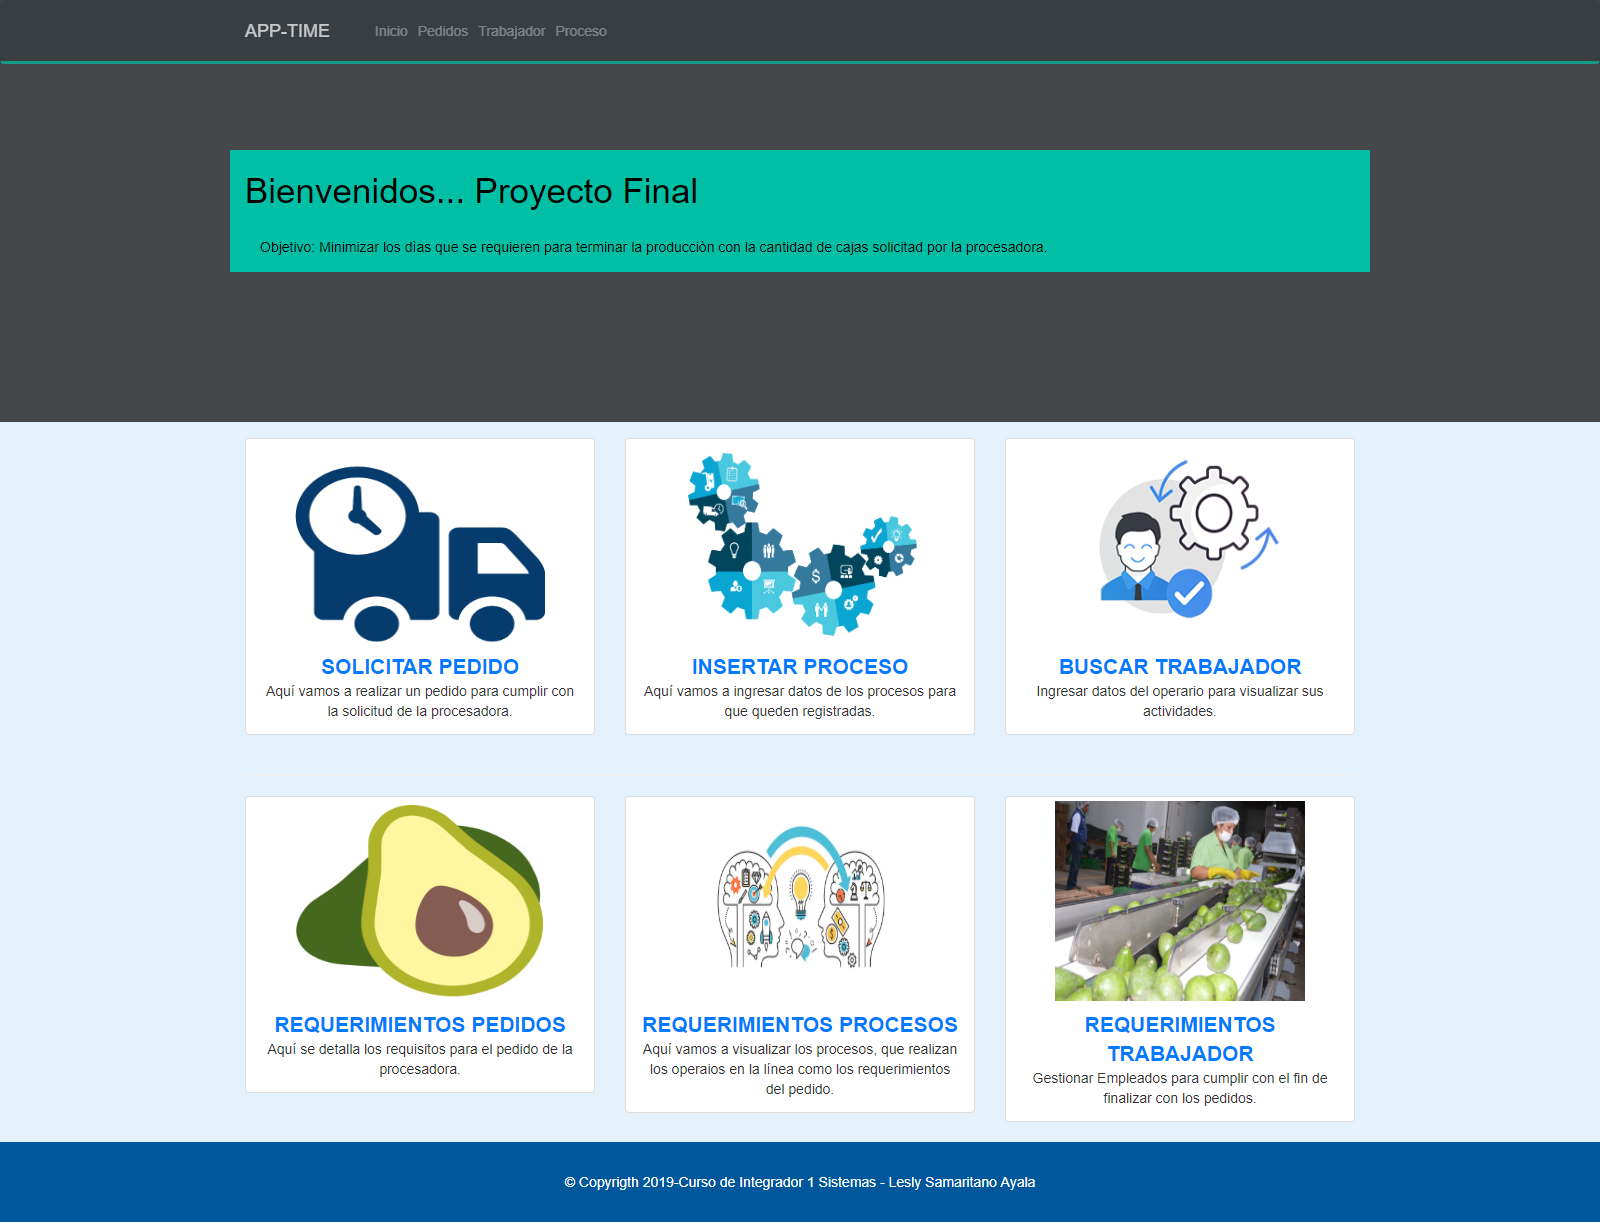 APP-TIME
Inicio Pedidos Trabajador Proceso
Bienvenidos... Proyecto Final
Objetivo: Minimizar los dìas que se requieren para terminar la producciòn con la cantidad de cajas solicitad por la procesadora.
SOLICITAR PEDIDO
Aquí vamos a realizar un pedido para cumplir con
la solicitud de la procesadora.
INSERTAR PROCESO
Aquí vamos a ingresar datos de los procesos para
que queden registradas.
BUSCAR TRABAJADOR
Ingresar datos del operario para visualizar sus
actividades.
REQUERIMIENTOS PEDIDOS
Aquí se detalla los requisitos para el pedido de la
procesadora.
REQUERIMIENTOS PROCESOS
Aquí vamos a visualizar los procesos, que realizan
los operaios en la línea como los requerimientos
del pedido.
REQUERIMIENTOS
TRABAJADOR
Gestionar Empleados para cumplir con el fin de
finalizar con los pedidos.
© Copyrigth 2019-Curso de Integrador 1 Sistemas - Lesly Samaritano Ayala